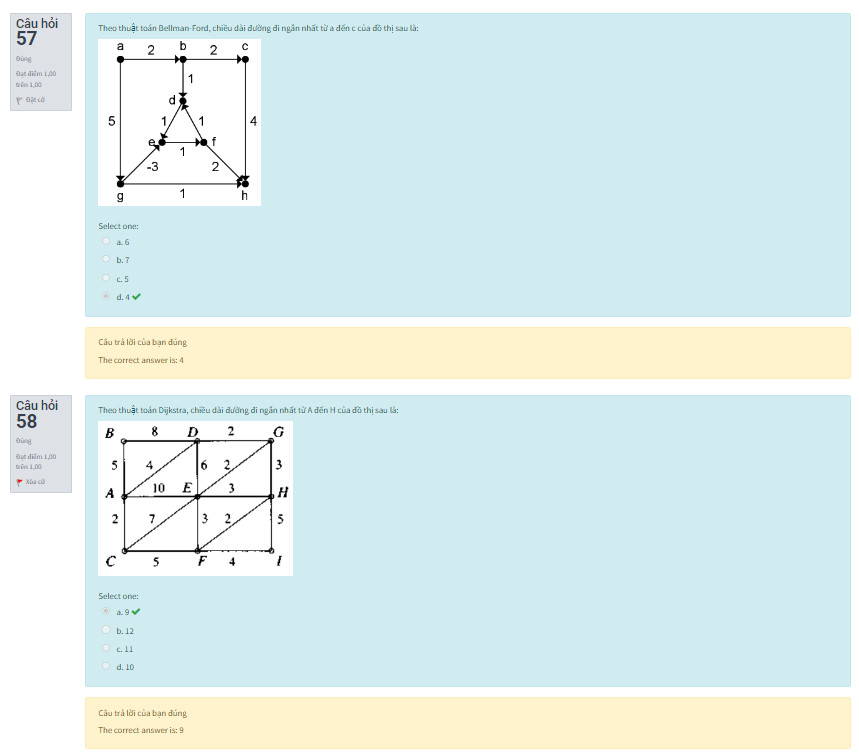 Câu hỏi
57
Đúng
Đạt điểm 1,00
trên 1,00
Đặt cờ
Theo thuật toán Bellman-Ford, chiều dài đường đi ngắn nhất từ a đến c của đồ thị sau là:
a 2 b 2 c
1
d
5 1 1 4
e f
1
-3 2
1
g h
Select one:
a. 6
b. 7
c. 5
d. 4
Câu trả lời của bạn đúng
The correct answer is: 4
Câu hỏi
58
Đúng
Đạt điểm 1,00
trên 1,00
Xóa cờ
Theo thuật toán Dijkstra, chiều dài đường đi ngắn nhất từ A đến H của đồ thị sau là:
B 8 D 2 G
5 4 6 2 3
A 10 E 3 H
2 7 3 2 5
C 5 F 4 I
Select one:
a. 9
b. 12
c. 11
d. 10
Câu trả lời của bạn đúng
The correct answer is: 9